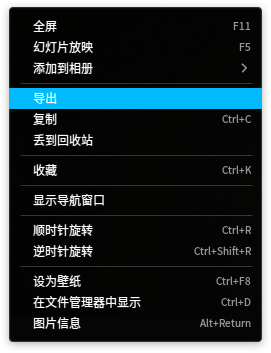 全屏 F11
幻灯片放映 F5
添加到相册
导出
复制 Ctrl+C
丢到回收站
收藏 Ctrl+K
显示导航窗口
顺时针旋转 Ctrl+R
逆时针旋转 Ctrl+Shift+R
设为壁纸 Ctrl+F8
在文件管理器中显示 Ctrl+D
图片信息 Alt+Return